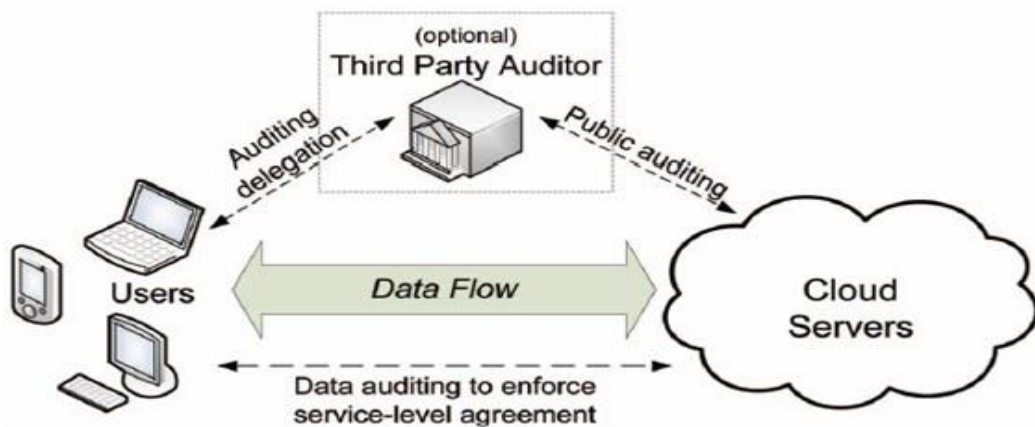 (optional)
Third Party Auditor
Auditing
delegation
Public auditing
Users
Data Flow
Cloud
Servers
Data auditing to enforce
service-level agreement